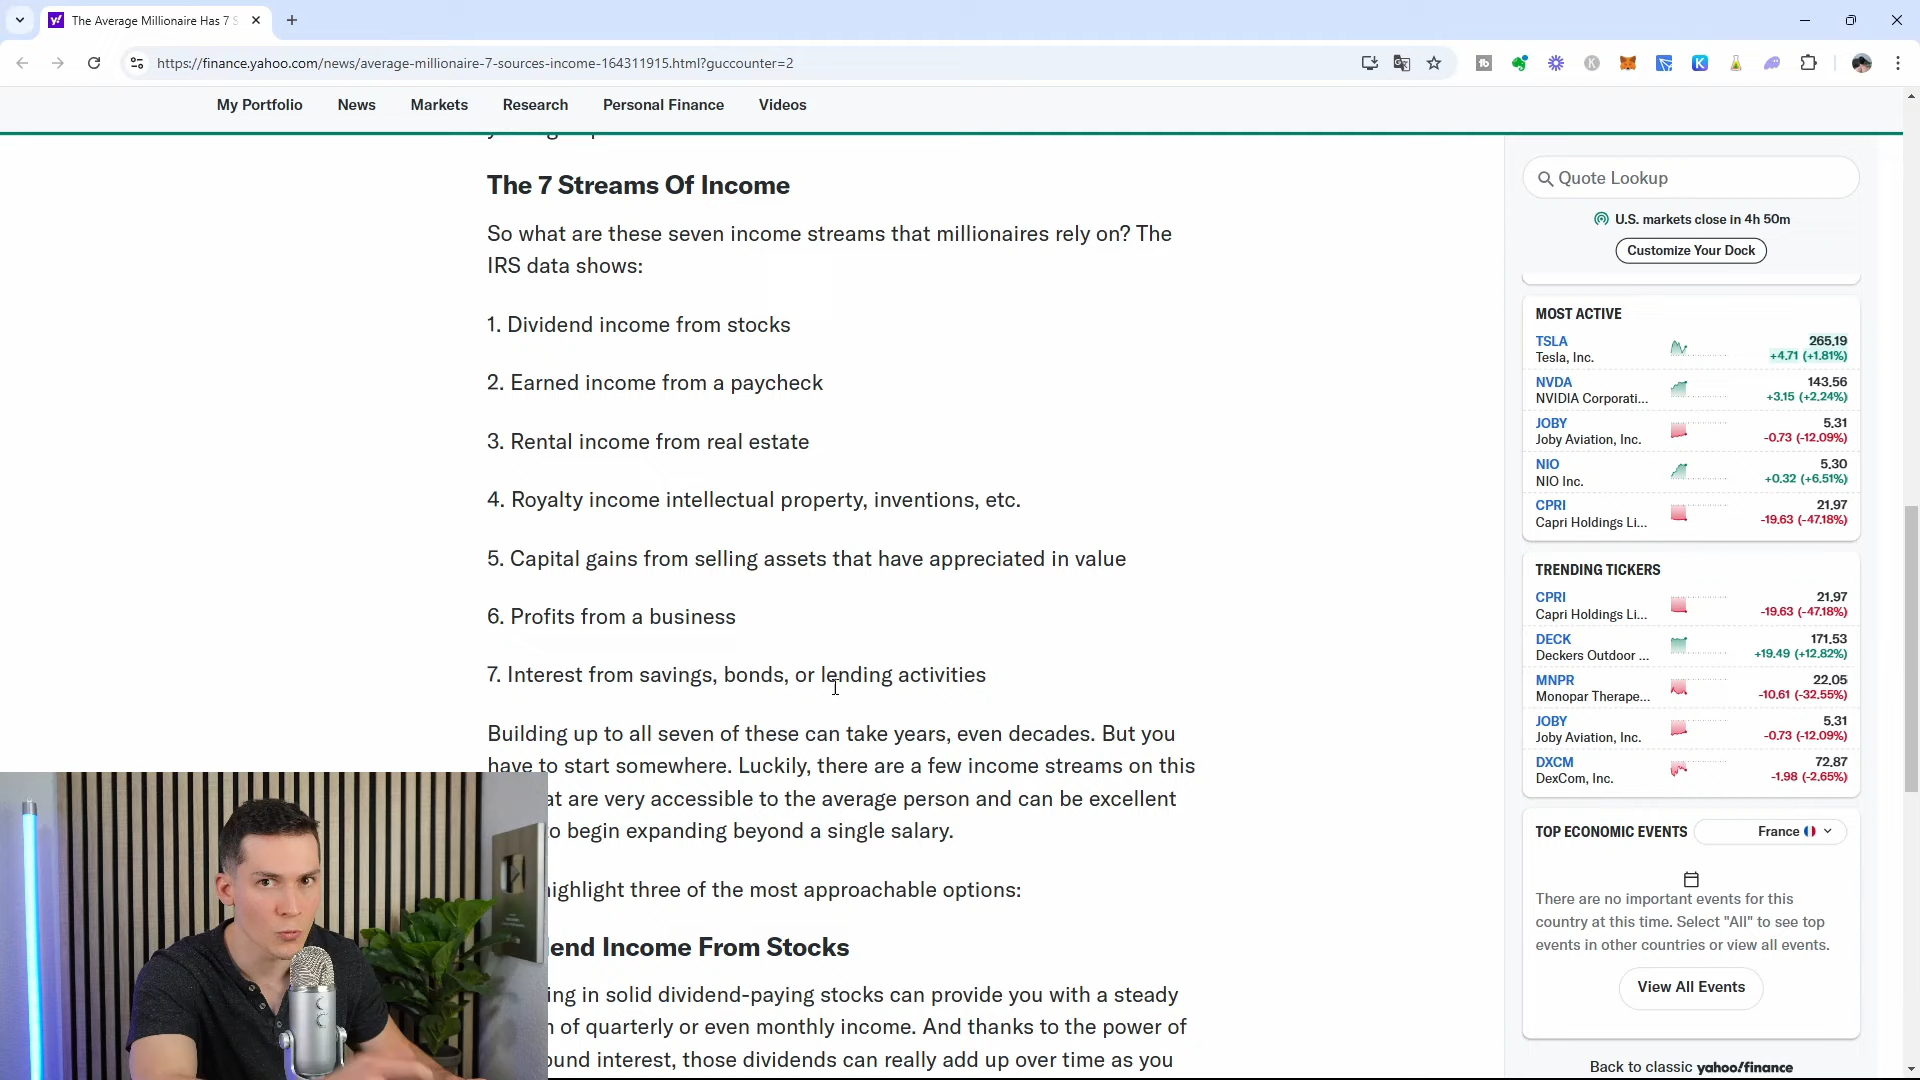 The Average Millionaire Has 7 S
https://finance.yahoo.com/news/average-millionaire-7-sources-income-164311915.html?guccounter=2
My Portfolio News Markets Research Personal Finance Videos
The 7 Streams Of Income
So what are these seven income streams that millionaires rely on? The
IRS data shows:
1. Dividend income from stocks
2. Earned income from a paycheck
3. Rental income from real estate
4. Royalty income intellectual property, inventions, etc.
5. Capital gains from selling assets that have appreciated in value
6. Profits from a business
7. Interest from savings, bonds, or lending activities
Building up to all seven of these can take years, even decades. But you
have to start somewhere. Luckily, there are a few income streams on this
at are very accessible to the average person and can be excellent
o begin expanding beyond a single salary.
ighlight three of the most approachable options:
end Income From Stocks
ing in solid dividend-paying stocks can provide you with a steady
n of quarterly or even monthly income. And thanks to the power of
ound interest, those dividends can really add up over time as you
Quote Lookup
U.S. markets close in 4h 50m
Customize Your Dock
MOST ACTIVE
TSLA 265.19
Tesla, Inc. +4.71 (+1.81%)
NVDA 143.56
NVIDIA Corporati... +3.15 (+2.24%)
JOBY 5.31
Joby Aviation, Inc. -0.73 (-12.09%)
NIO 5.30
NIO Inc. +0.32 (+6.51%)
CPRI 21.97
Capri Holdings Li... -19.63 (-47.18%)
TRENDING TICKERS
CPRI 21.97
Capri Holdings Li... -19.63 (-47.18%)
DECK 171.53
Deckers Outdoor ... +19.49 (+12.82%)
MNPR 22.05
Monopar Therape... -10.61 (-32.55%)
JOBY 5.31
Joby Aviation, Inc. -0.73 (-12.09%)
DXCM 72.87
DexCom, Inc. -1.98 (-2.65%)
TOP ECONOMIC EVENTS France
There are no important events for this
country at this time. Select "All" to see top
events in other countries or view all events.
View All Events
Back to classic yahoo!finance